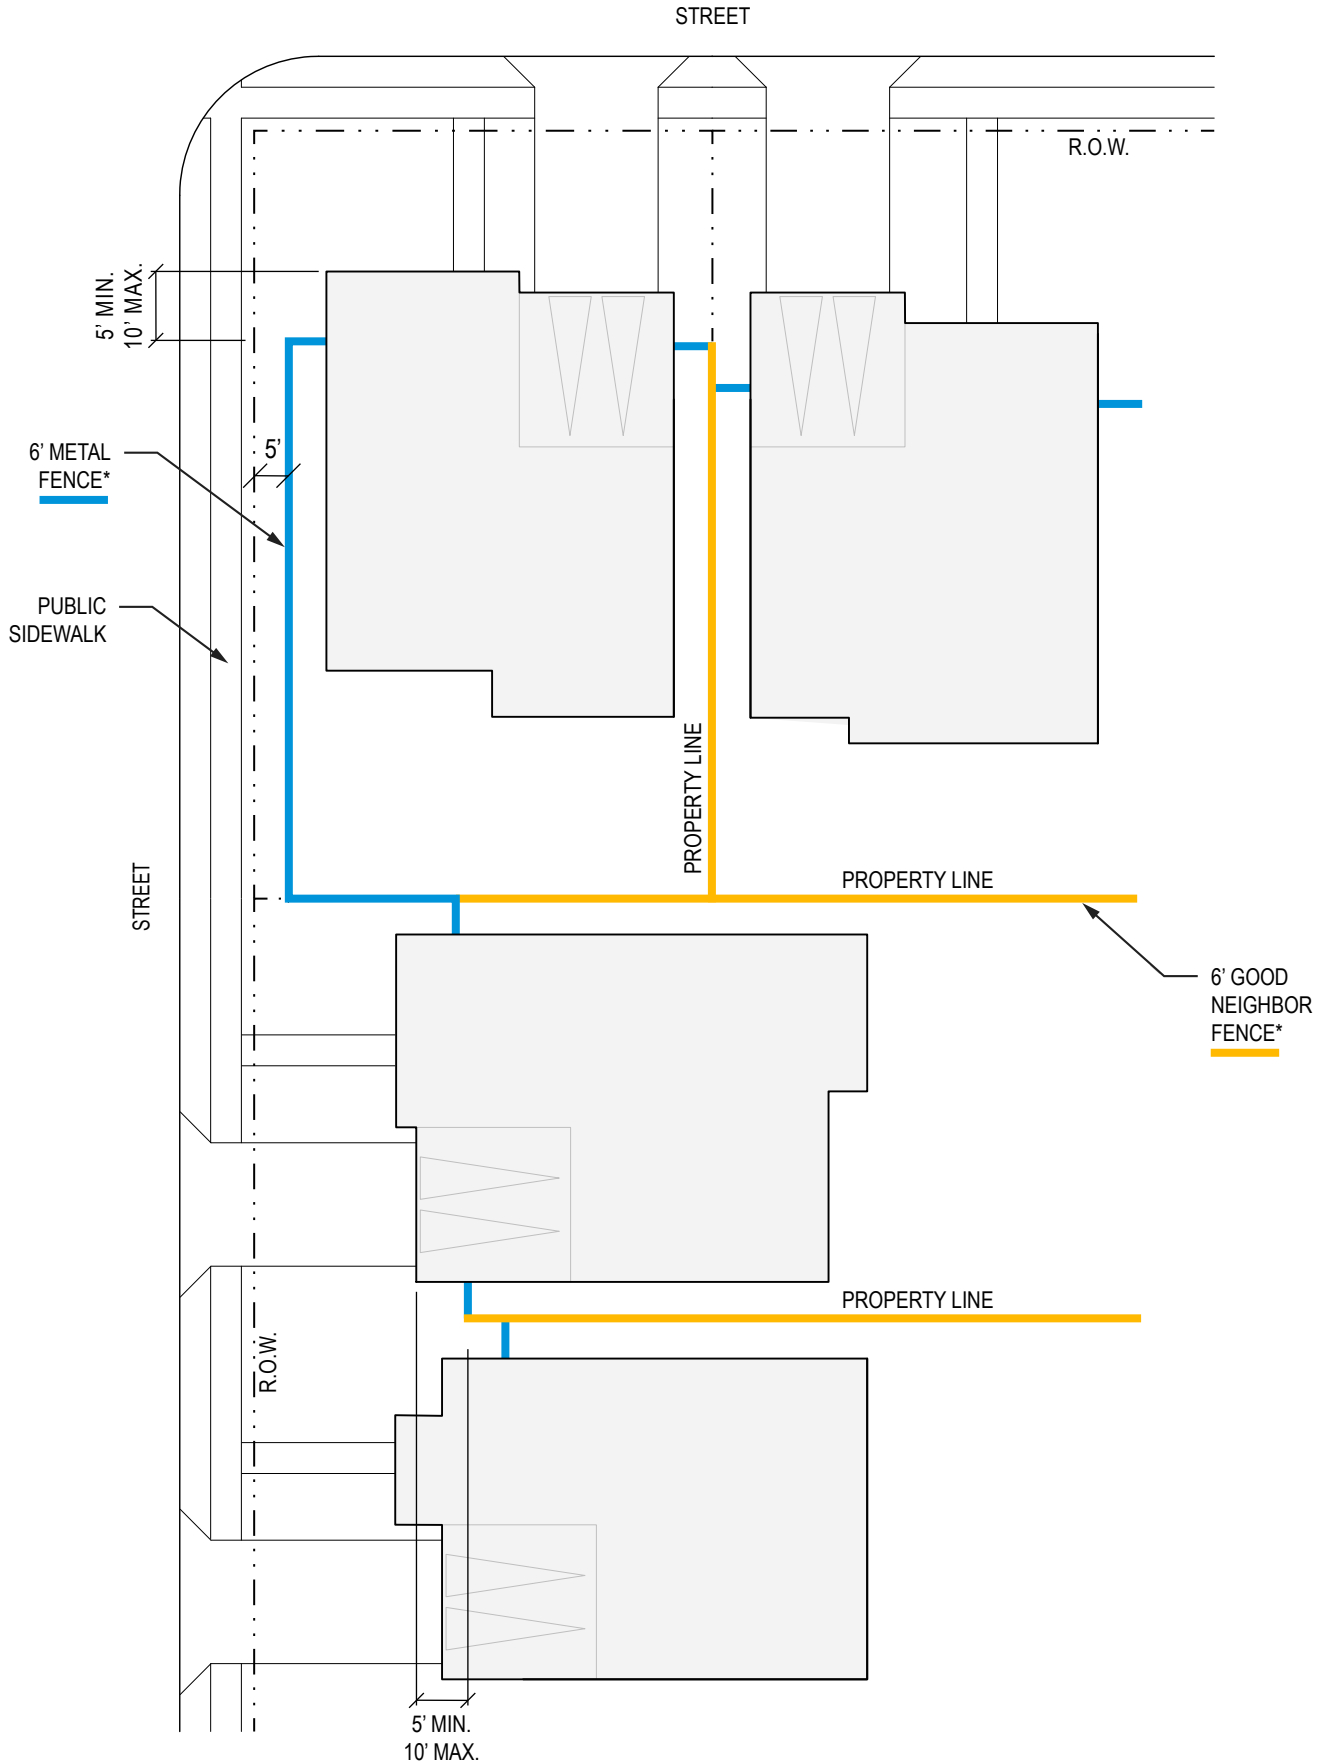 STREET
R.O.W.
5’ MIN.
10’ MAX.
5’
6’ METAL
FENCE*
PUBLIC
SIDEWALK
PROPERTY LINE
PROPERTY LINE
STREET
6’ GOOD
NEIGHBOR
FENCE*
PROPERTY LINE
R.O.W.
5’ MIN.
10’ MAX.